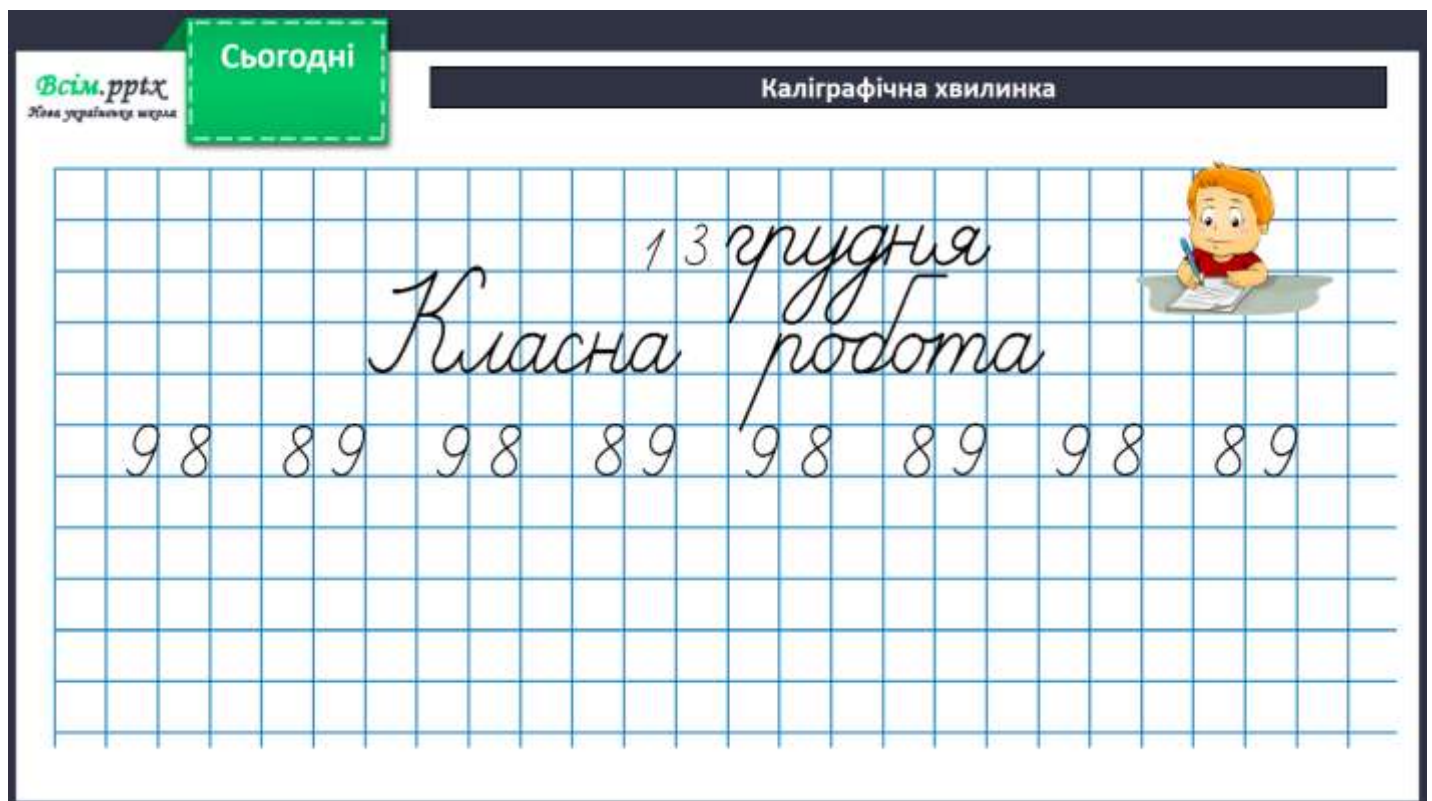 Сьогодні
Всім.pptx
Нова українська школа
Каліграфічна хвилинка
13 грудня
Класна робота
98 89 98 89 98 89 98 89